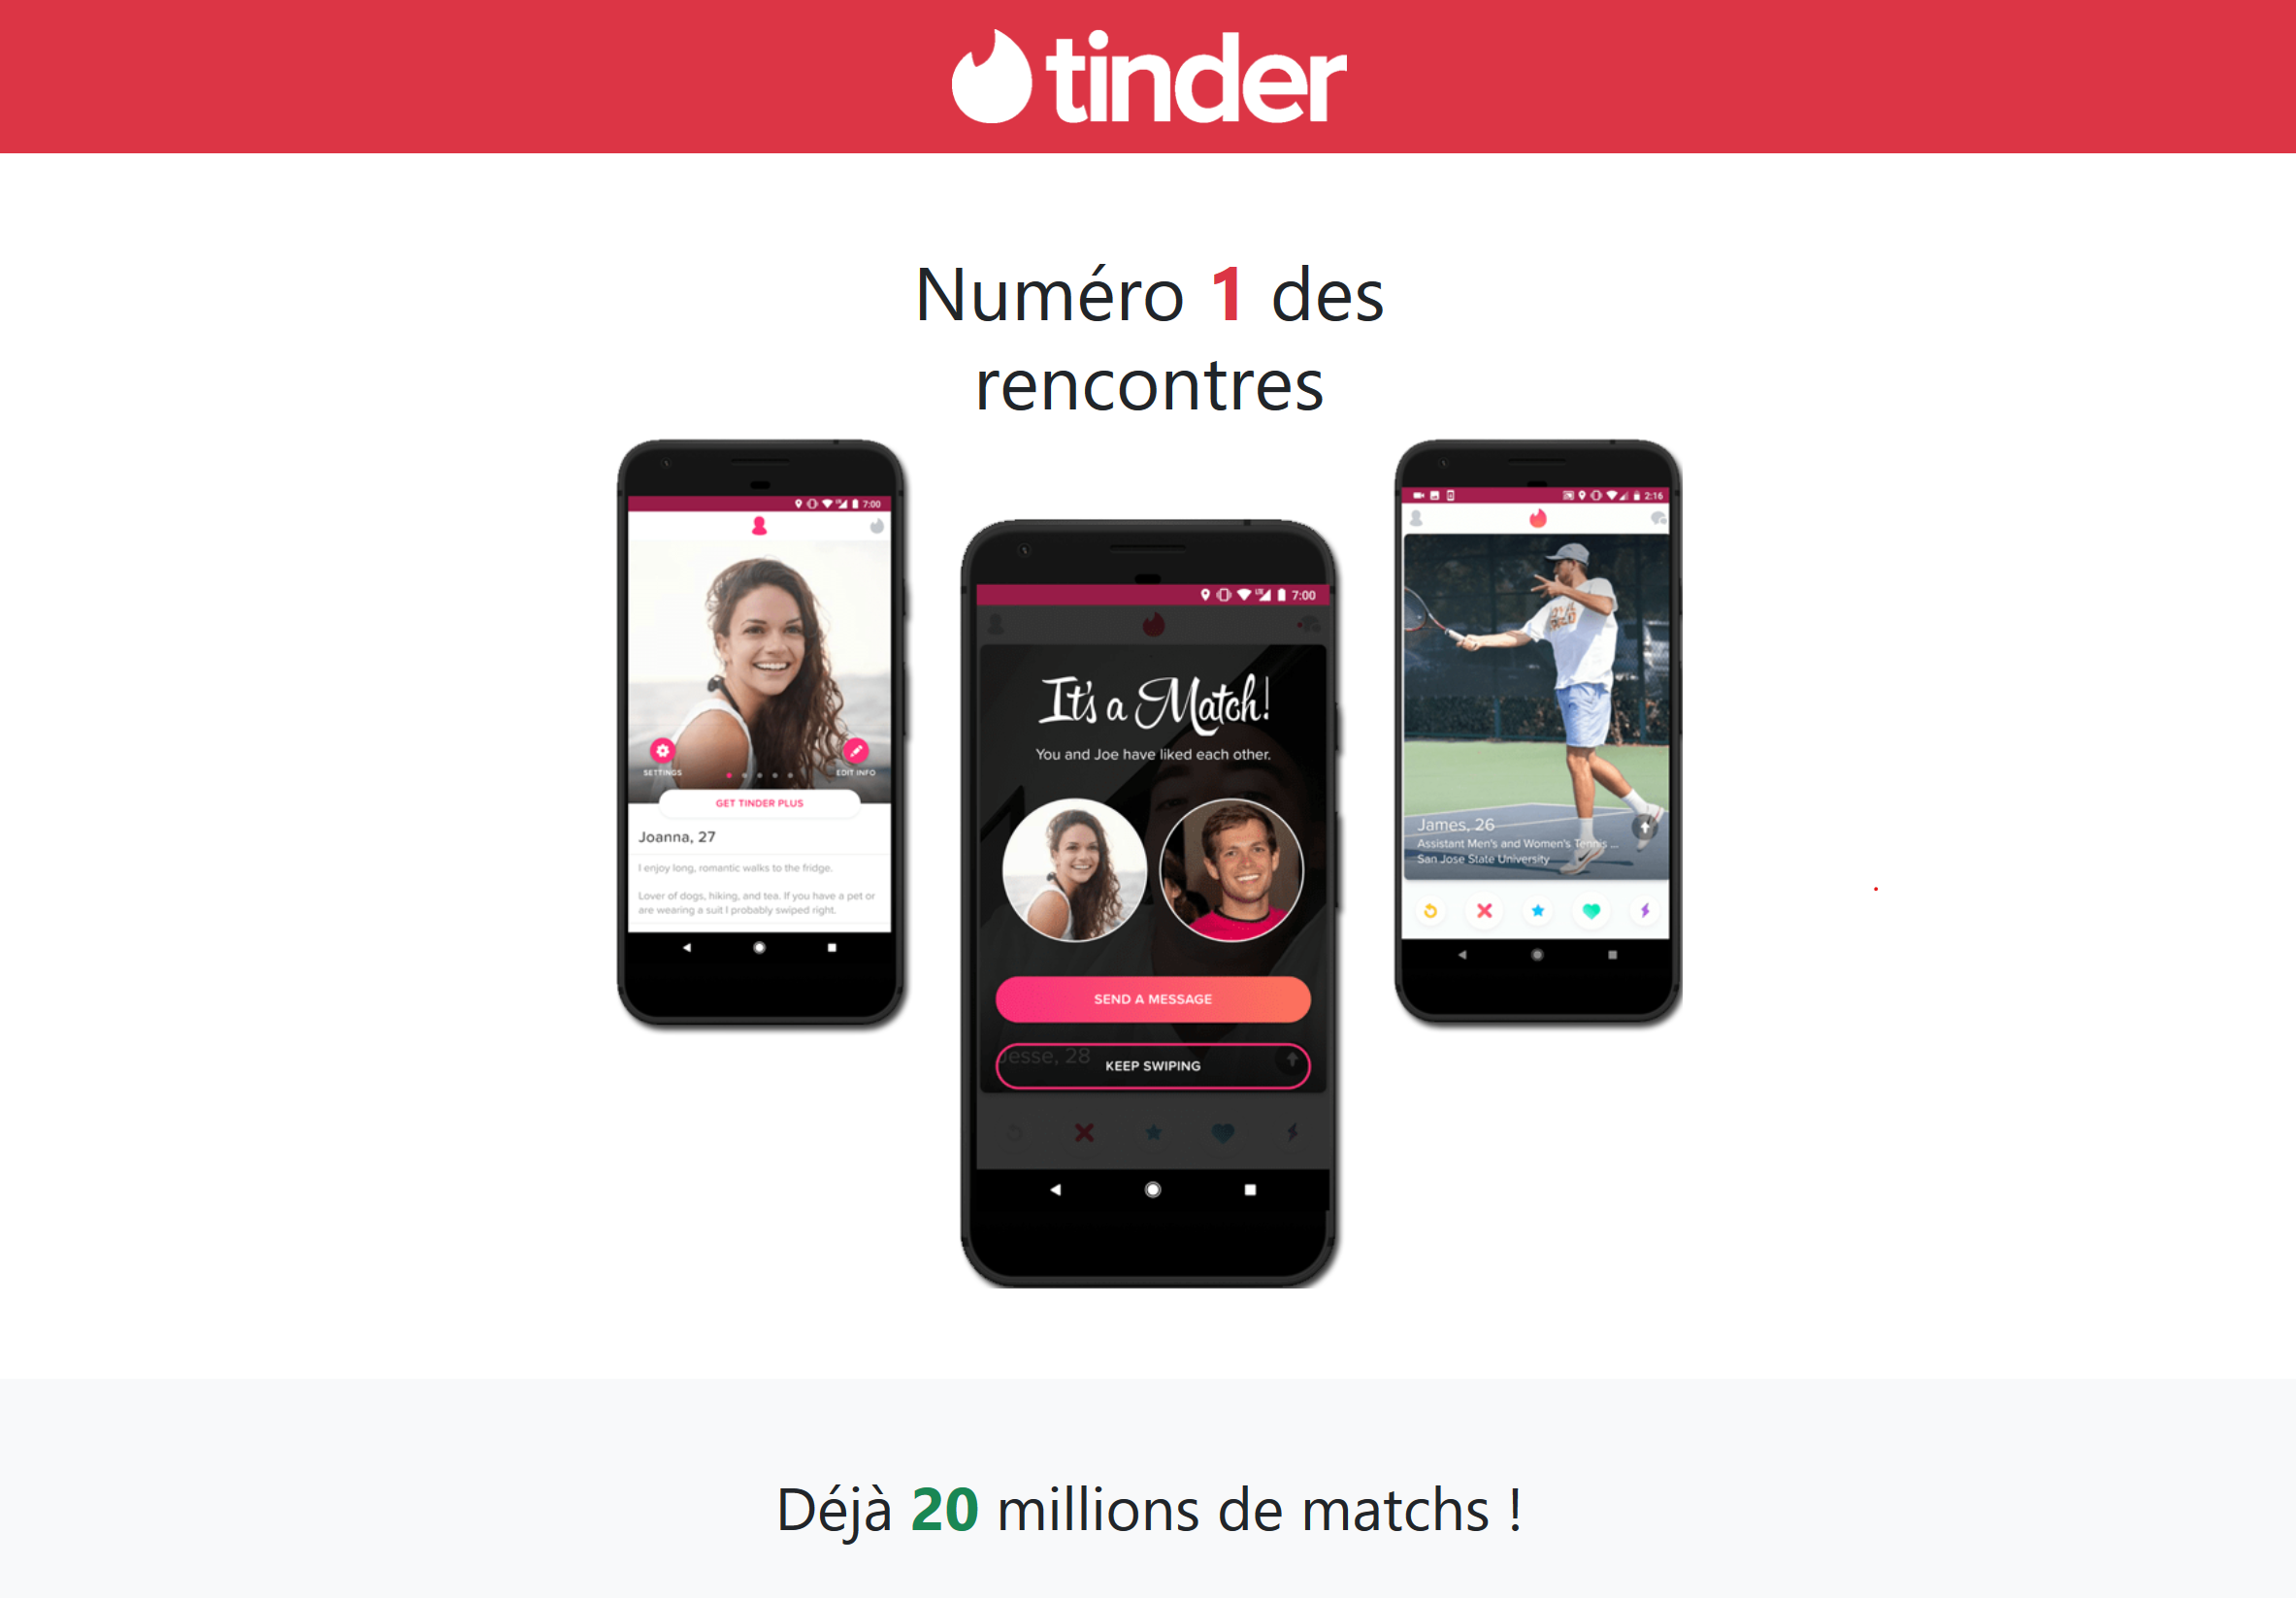 tinder
Numéro 1 des
rencontres
7:00
SETTINGS
EDIT INFO
GET TINDER PLUS
Joanna, 27
I enjoy long, romantic walks to the fridge.
Lover of dogs, hiking, and tea. If you have a pet or
are wearing a suit I probably swiped right.
LTE 7:00
It's a Match!
You and Joe have liked each other.
SEND A MESSAGE
Jesse, 28
KEEP SWIPING
2:16
James, 26
Assistant Men's and Women's Tennis ...
San Jose State University
Déjà 20 millions de matchs !